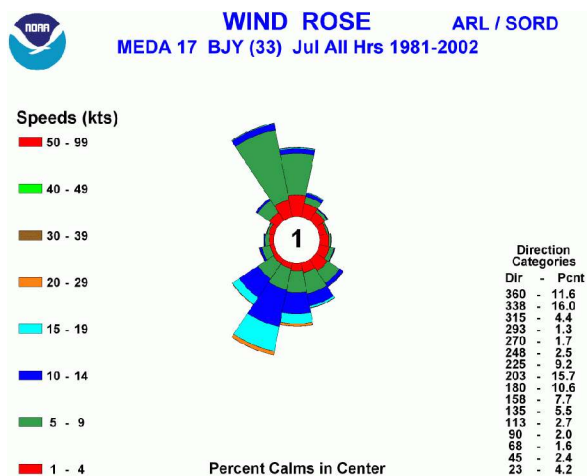 NOAA
WIND ROSE
ARL / SORD
MEDA 17 BJY (33) Jul All Hrs 1981-2002
Speeds (kts)
50 - 99
40 - 49
30 - 39
20 - 29
15 - 19
10 - 14
5 - 9
1 - 4
1
Percent Calms in Center
Direction
Categories
Dir - Pcnt
360 - 11.6
338 - 16.0
315 - 4.4
293 - 1.3
270 - 1.7
248 - 2.5
225 - 9.2
203 - 15.7
180 - 10.6
158 - 7.7
135 - 5.5
113 - 2.7
90 - 2.0
68 - 1.6
45 - 2.4
23 - 4.2